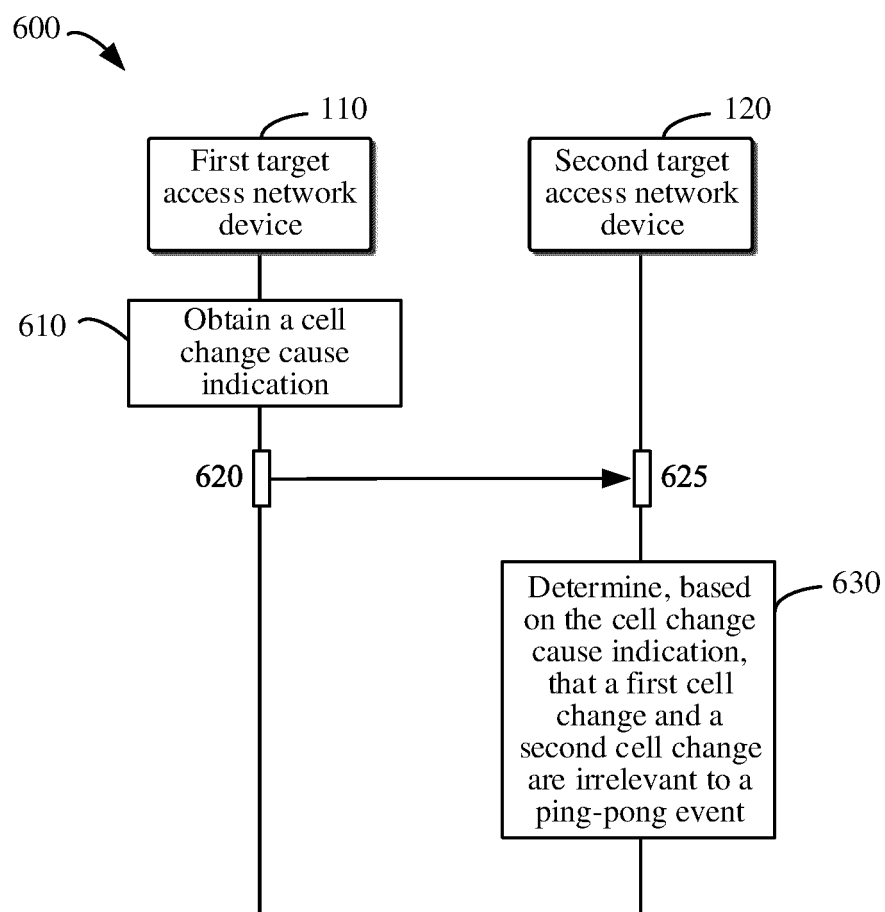 600
110
120
First target
access network
device
Second target
access network
device
610
Obtain a cell
change cause
indication
620
625
630
Determine, based
on the cell change
cause indication,
that a first cell
change and a
second cell change
are irrelevant to a
ping-pong event